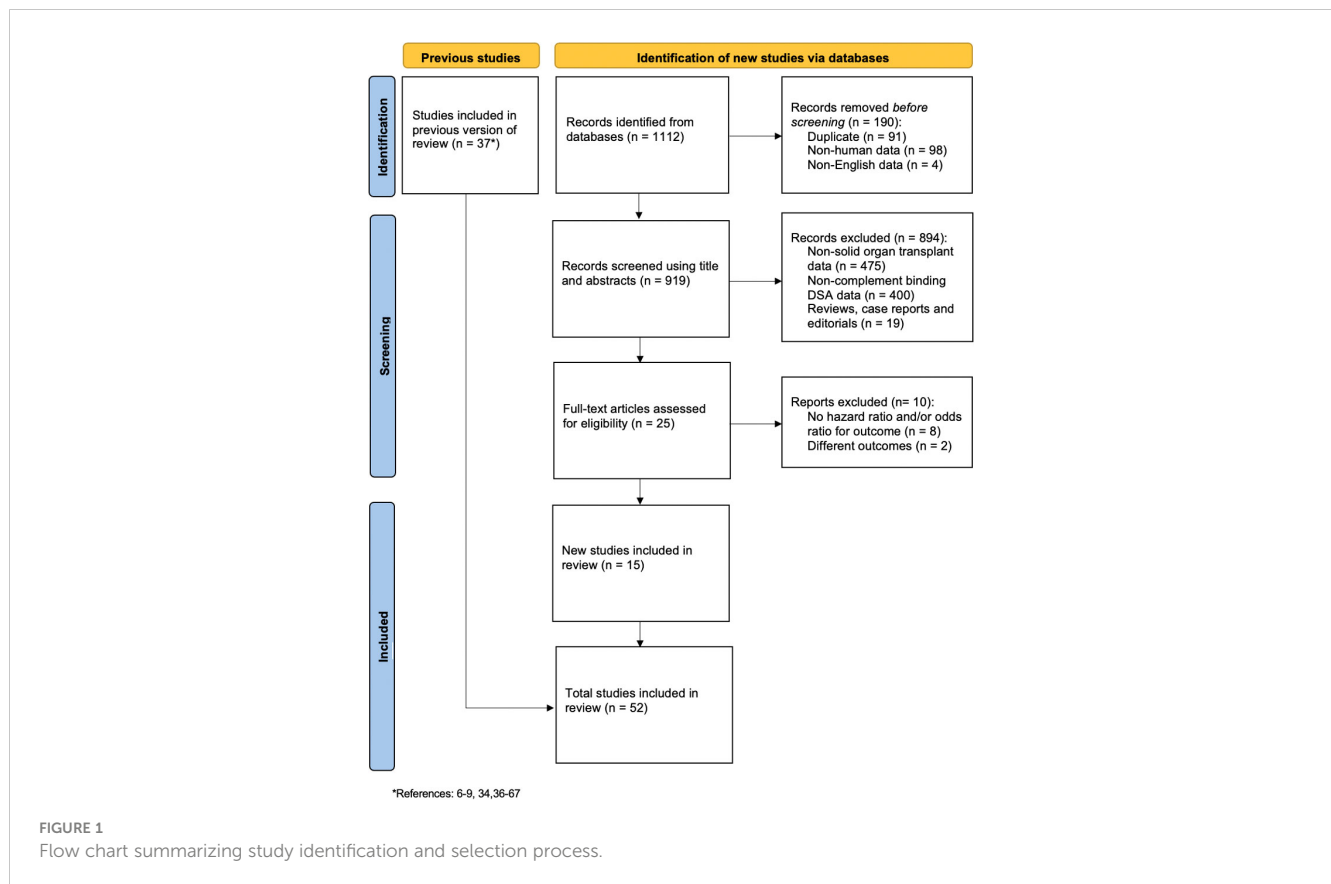 Previous studies
Identification of new studies via databases
Identification
Studies included in
previous version of
review (n = 37*)
Records identified from
databases (n = 1112)
Records removed before
screening (n = 190):
Duplicate (n = 91)
Non-human data (n = 98)
Non-English data (n = 4)
Screening
Records screened using title
and abstracts (n = 919)
Records excluded (n = 894):
Non-solid organ transplant
data (n = 475)
Non-complement binding
DSA data (n = 400)
Reviews, case reports and
editorials (n = 19)
Full-text articles assessed
for eligibility (n = 25)
Reports excluded (n= 10):
No hazard ratio and/or odds
ratio for outcome (n = 8)
Different outcomes (n = 2)
Included
New studies included in
review (n = 15)
Total studies included in
review (n = 52)
*References: 6-9, 34,36-67
FIGURE 1
Flow chart summarizing study identification and selection process.